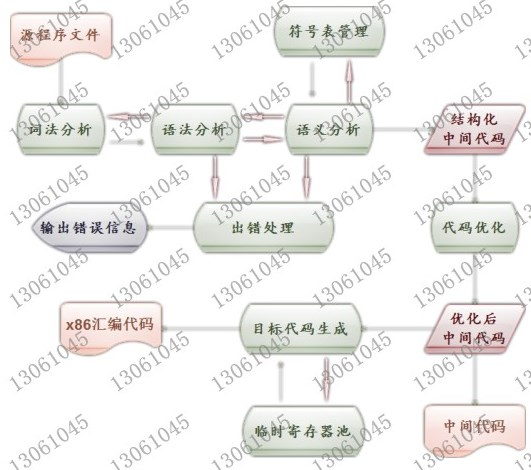 源程序文件
符号表管理
词法分析
语法分析
语义分析
结构化
中间代码
输出错误信息
出错处理
代码优化
x86汇编代码
目标代码生成
优化后
中间代码
临时寄存器池
中间代码
13061045